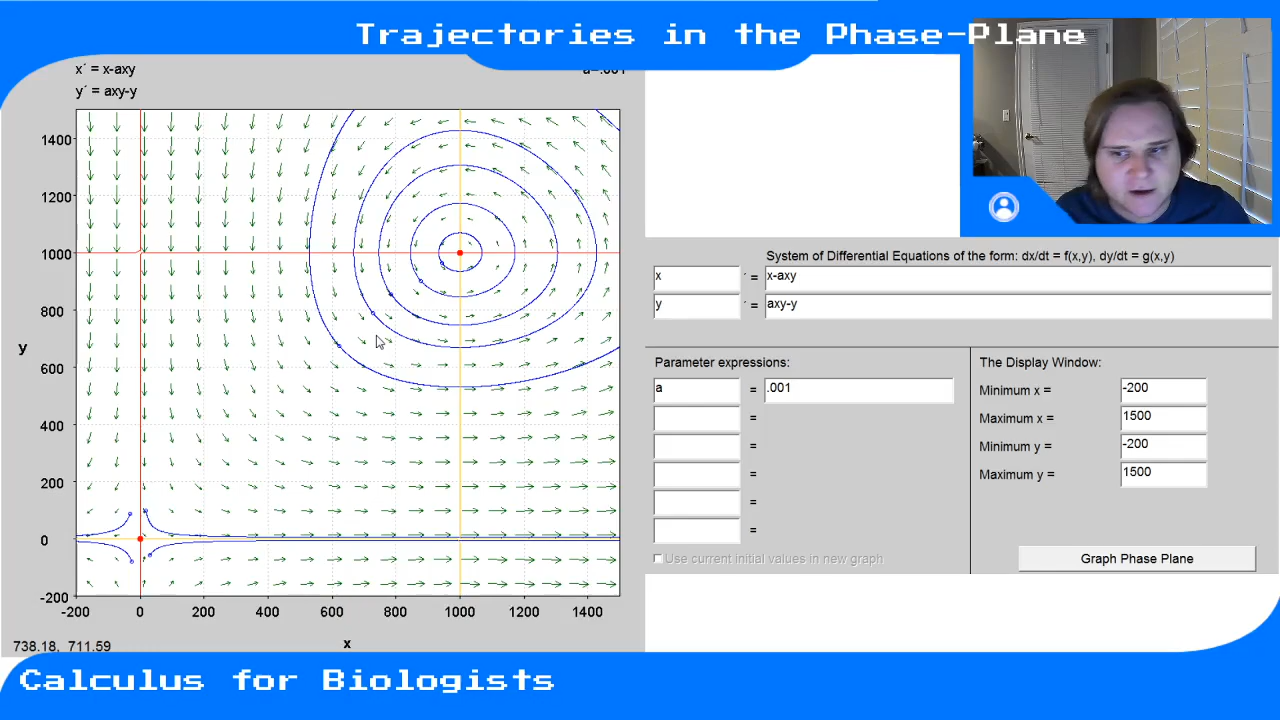 Trajectories in the Phase-Plane
x´ = x-axy
y´ = axy-y
a=.001
1400
1200
1000
800
600
400
200
0
-200
y
-200 0 200 400 600 800 1000 1200 1400
x
738.18, 711.59
System of Differential Equations of the form: dx/dt = f(x,y), dy/dt = g(x,y)
x ´ = x-axy
y ´ = axy-y
Parameter expressions:
a = .001
=
=
=
=
=
Use current initial values in new graph
The Display Window:
Minimum x = -200
Maximum x = 1500
Minimum y = -200
Maximum y = 1500
Graph Phase Plane
Calculus for Biologists